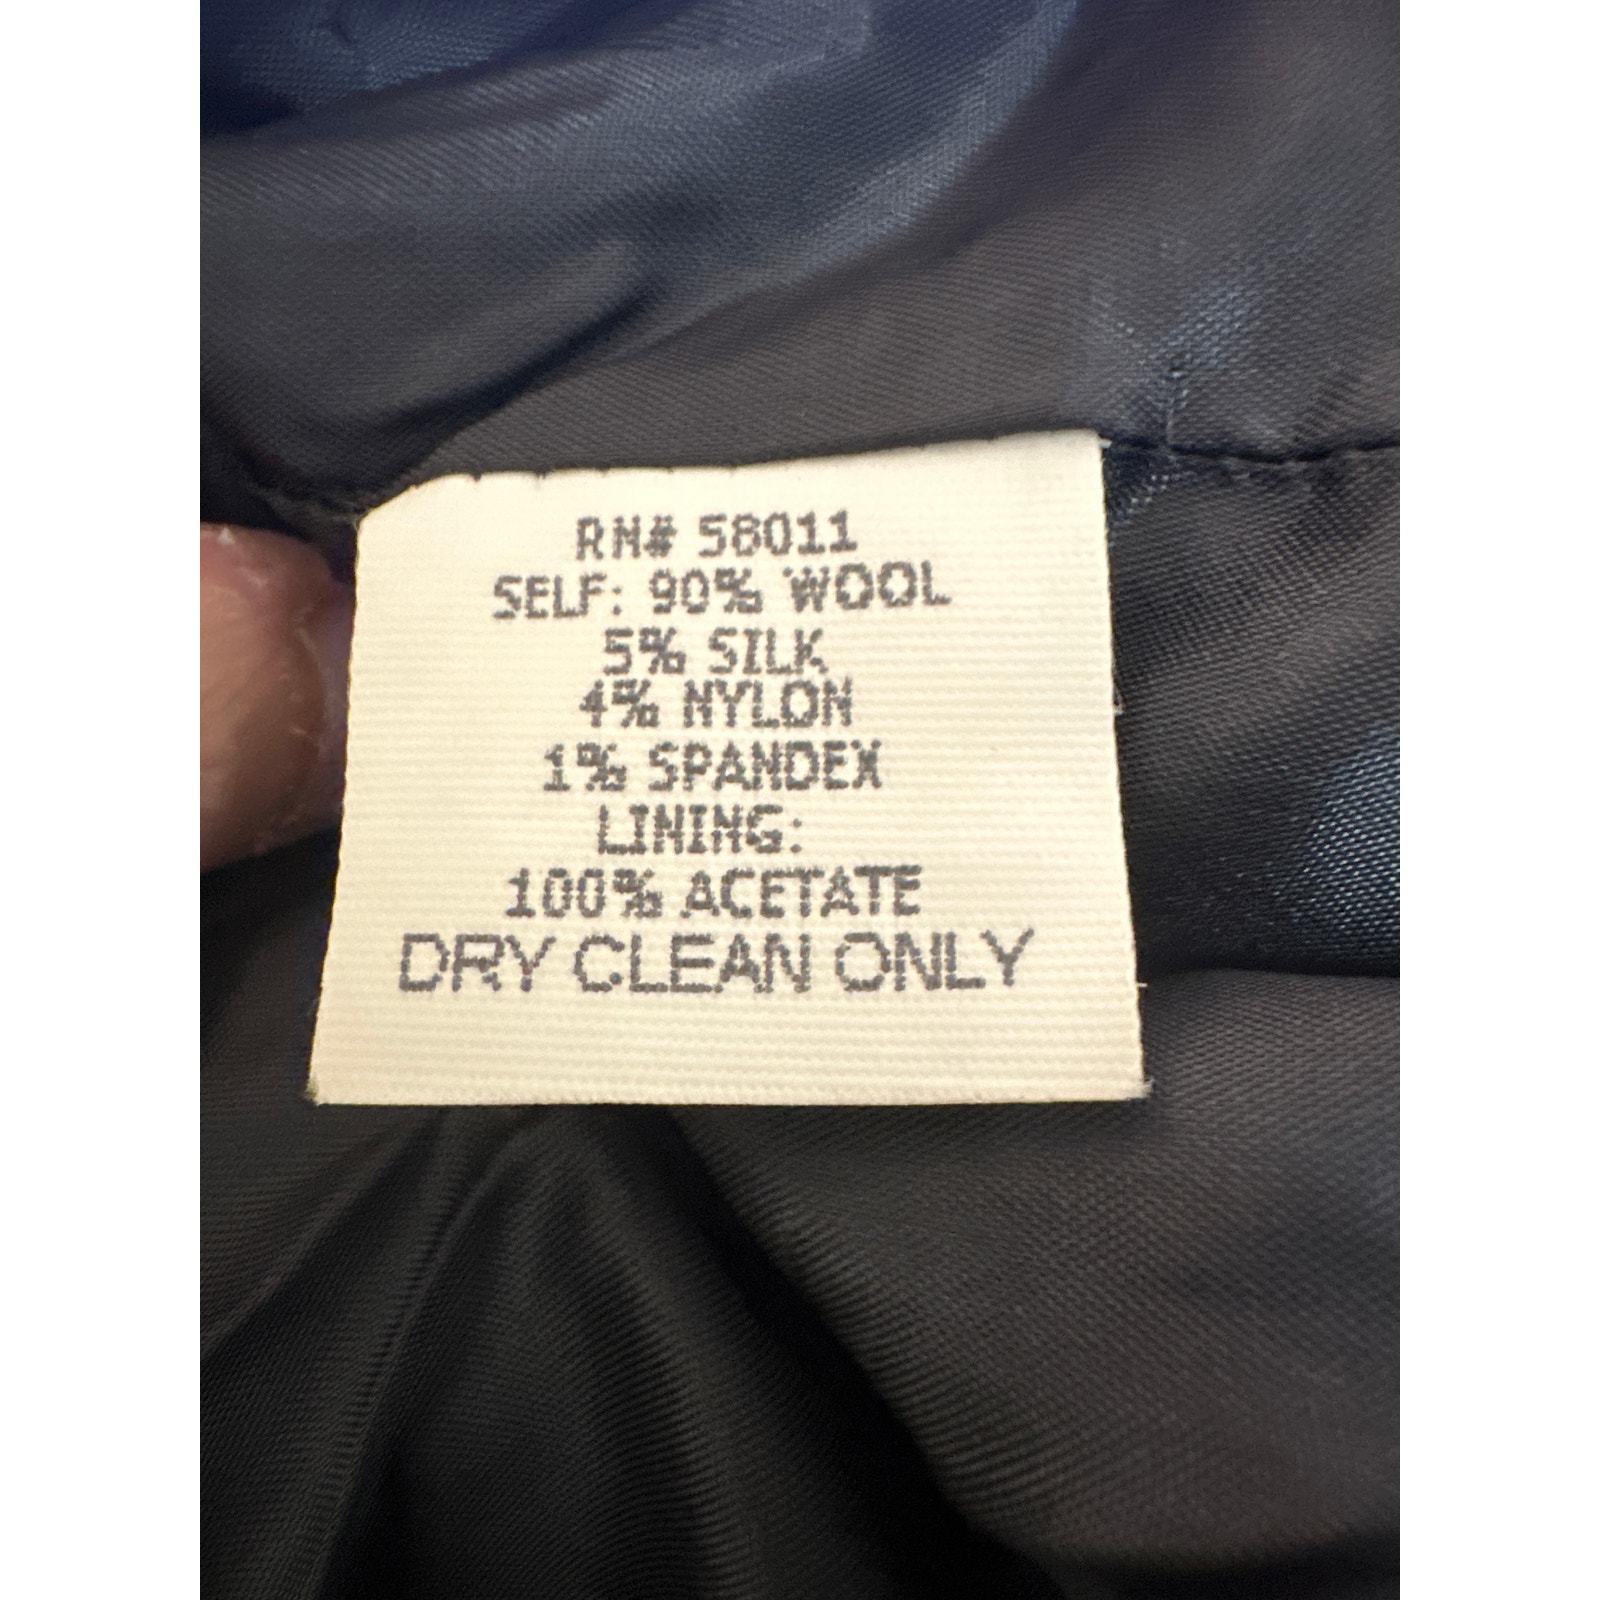 RN# 58011
SELF: 90% WOOL
5% SILK
4% NYLON
1% SPANDEX
LINING:
100% ACETATE
DRY CLEAN ONLY